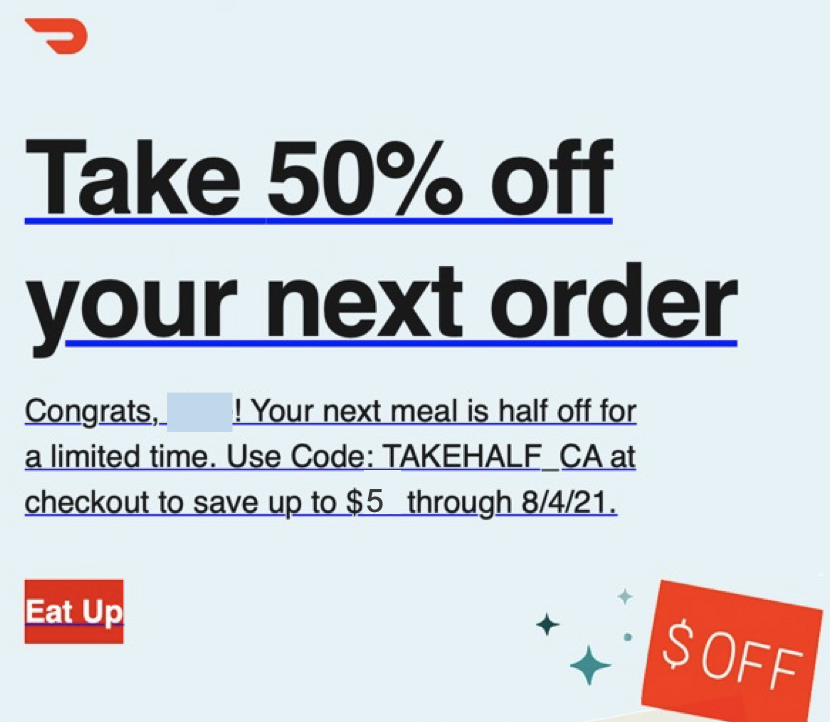 Take 50% off
your next order
Congrats, ! Your next meal is half off for
a limited time. Use Code: TAKEHALF_CA at
checkout to save up to $5 through 8/4/21.
Eat Up
$OFF